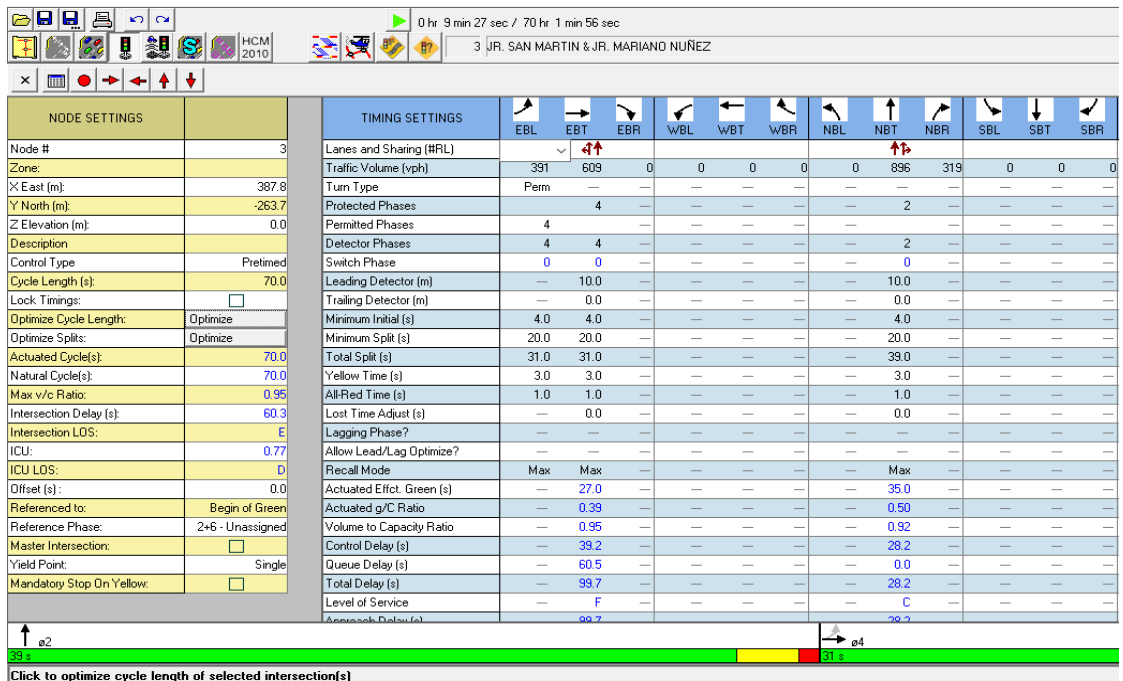 0 hr 9 min 27 sec / 70 hr 1 min 56 sec
HCM 2010 3 JR. SAN MARTIN & JR. MARIANO NUÑEZ
NODE SETTINGS TIMING SETTINGS EBL EBT EBR WBL WBT WBR NBL NBT NBR SBL SBT SBR
Node # 3 Lanes and Sharing (#RL)
Zone: Traffic Volume (vph) 391 609 0 0 0 0 0 896 319 0 0 0
X East (m): 387.8 Turn Type Perm — — — — — — — — — — —
Y North (m): -263.7 Protected Phases 4 — — — — — 2 — — — —
Z Elevation (m): 0.0 Permitted Phases 4 — — — — — — — — —
Description Detector Phases 4 4 — — — — — 2 — — — —
Control Type Pretimed Switch Phase 0 0 — — — — — 0 — — — —
Cycle Length (s): 70.0 Leading Detector (m) — 10.0 — — — — — 10.0 — — — —
Lock Timings: Trailing Detector (m) — 0.0 — — — — — 0.0 — — — —
Optimize Cycle Length: Optimize Minimum Initial (s) 4.0 4.0 — — — — — 4.0 — — — —
Optimize Splits: Optimize Minimum Split (s) 20.0 20.0 — — — — — 20.0 — — — —
Actuated Cycle(s): 70.0 Total Split (s) 31.0 31.0 — — — — — 39.0 — — — —
Natural Cycle(s): 70.0 Yellow Time (s) 3.0 3.0 — — — — — 3.0 — — — —
Max v/c Ratio: 0.95 All-Red Time (s) 1.0 1.0 — — — — — 1.0 — — — —
Intersection Delay (s): 60.3 Lost Time Adjust (s) — 0.0 — — — — — 0.0 — — — —
Intersection LOS: E Lagging Phase? — — — — — — — — — — — —
ICU: 0.77 Allow Lead/Lag Optimize? — — — — — — — — — — — —
ICU LOS: D Recall Mode Max Max — — — — — Max — — — —
Offset (s) : 0.0 Actuated Effct. Green (s) — 27.0 — — — — — 35.0 — — — —
Referenced to: Begin of Green Actuated g/C Ratio — 0.39 — — — — — 0.50 — — — —
Reference Phase: 2+6 - Unassigned Volume to Capacity Ratio — 0.95 — — — — — 0.92 — — — —
Master Intersection: Control Delay (s) — 39.2 — — — — — 28.2 — — — —
Yield Point: Single Queue Delay (s) — 60.5 — — — — — 0.0 — — — —
Mandatory Stop On Yellow: Total Delay (s) — 99.7 — — — — — 28.2 — — — —
Level of Service — F — — — — — C — — — —
Approach Delay (s) — 99.7 — — — — — 28.2 — — — —
ø2 ø4
39 s 31 s
Click to optimize cycle length of selected intersection(s)